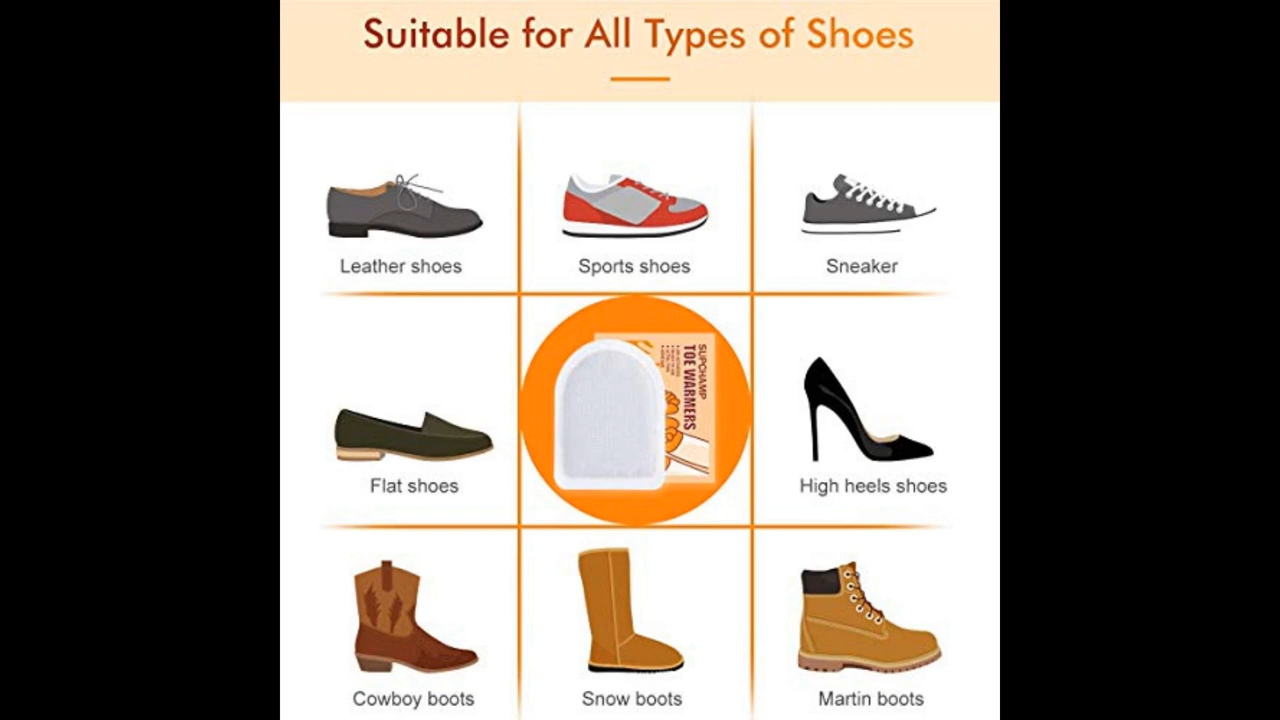 Suitable for All Types of Shoes
Leather shoes
Sports shoes
Sneaker
SUPCHAMP
TOE WARMERS
Flat shoes
High heels shoes
Cowboy boots
Snow boots
Martin boots